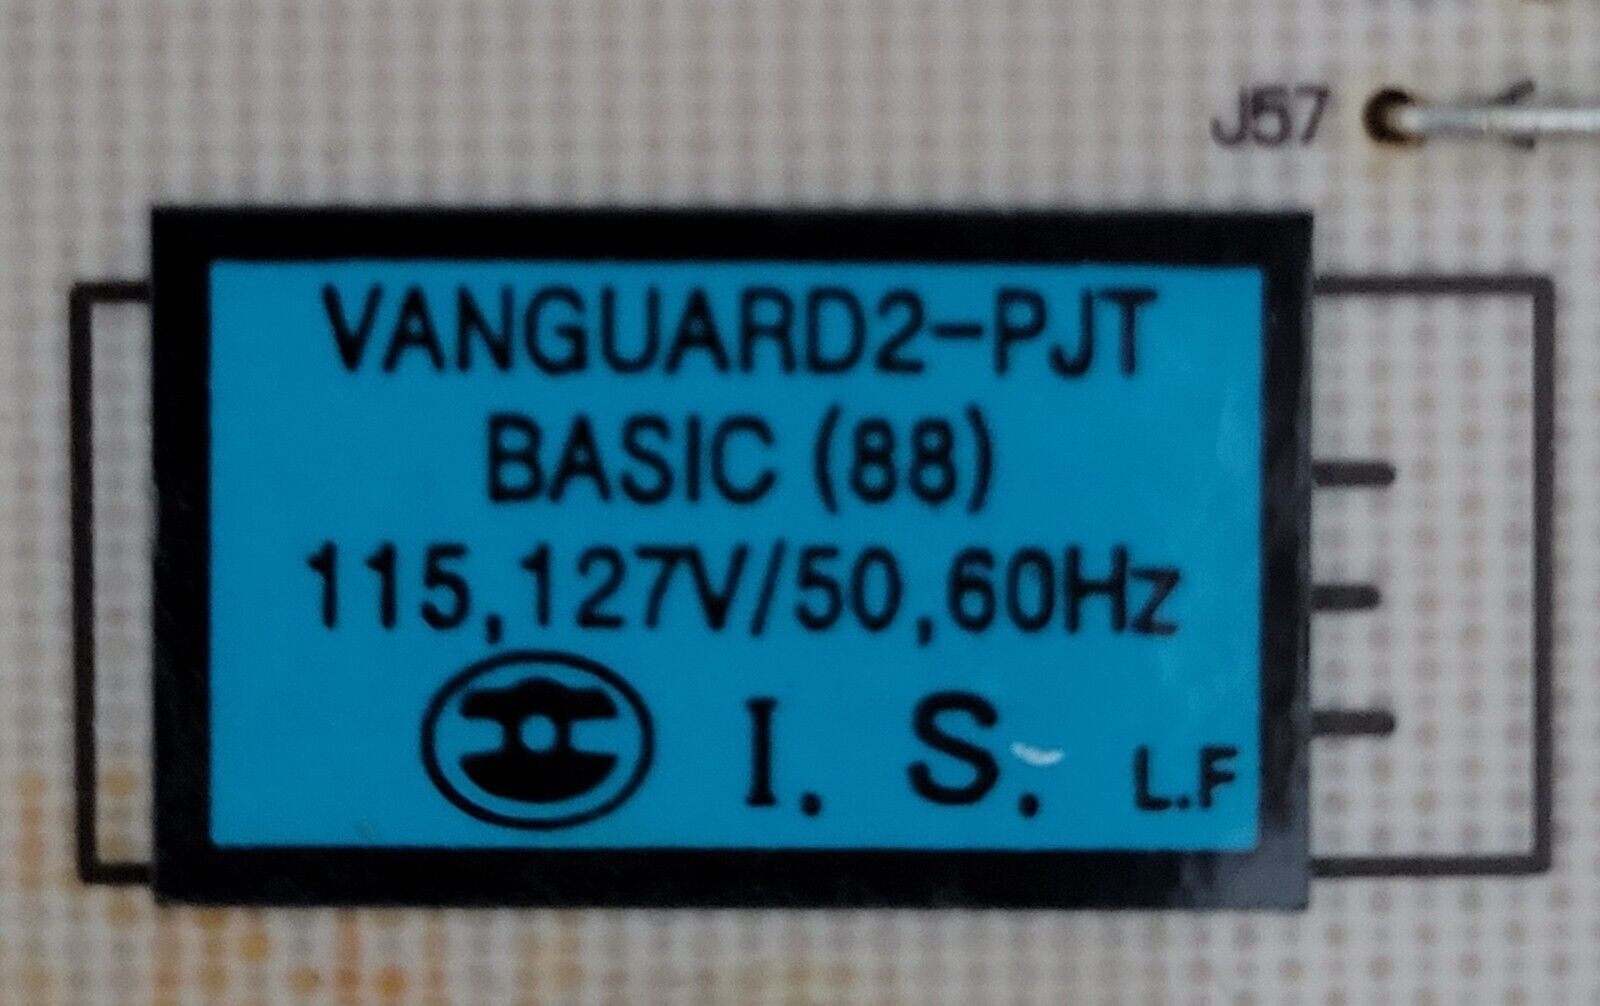 J57
VANGUARD2-PJT
BASIC (88)
115,127V/50,60Hz
I. S. L.F